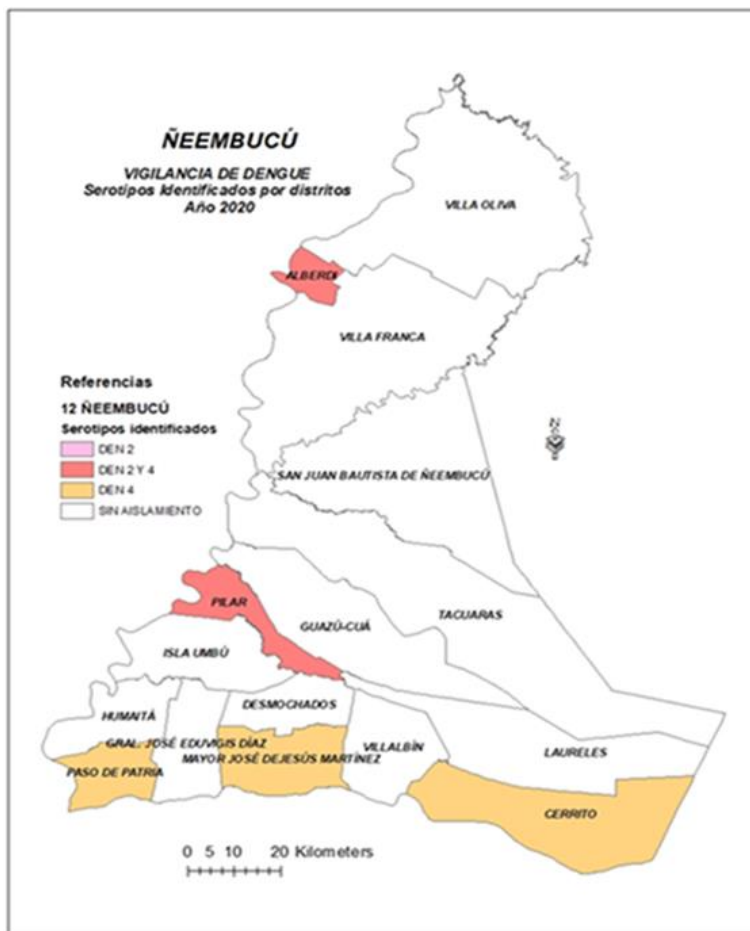 ÑEEMBUCÚ
VIGILANCIA DE DENGUE
Serotipos Identificados por distritos
Año 2020
VILLA OLIVA
ALBERDI
VILLA FRANCA
Referencias
12 ÑEEMBUCÚ
Serotipos identificados
DEN 2
DEN 2 Y 4
DEN 4
SIN AISLAMIENTO
SAN JUAN BAUTISTA DE ÑEEMBUCÚ
PILAR
TACUARAS
GUAZÚ-CUÁ
ISLA UMBÚ
DESMOCHADOS
HUMAITÁ
GRAL. JOSÉ EDUVIGIS DÍAZ
VILLALBÍN
LAURELES
MAYOR JOSÉ DEJESÚS MARTÍNEZ
PASO DE PATRIA
CERRITO
0 5 10 20 Kilometers